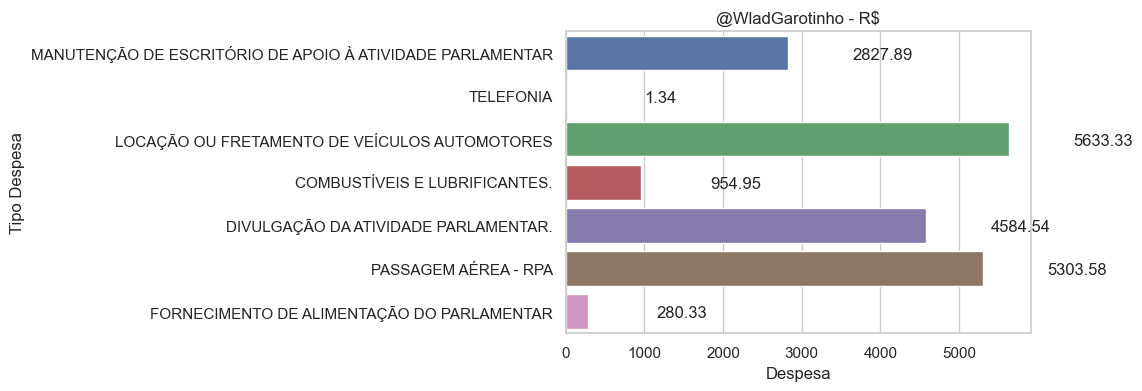 @WladGarotinho - R$
MANUTENÇÃO DE ESCRITÓRIO DE APOIO À ATIVIDADE PARLAMENTAR
2827.89
TELEFONIA
1.34
LOCAÇÃO OU FRETAMENTO DE VEÍCULOS AUTOMOTORES
5633.33
COMBUSTÍVEIS E LUBRIFICANTES.
954.95
DIVULGAÇÃO DA ATIVIDADE PARLAMENTAR.
4584.54
PASSAGEM AÉREA - RPA
5303.58
FORNECIMENTO DE ALIMENTAÇÃO DO PARLAMENTAR
280.33
Tipo Despesa
0 1000 2000 3000 4000 5000
Despesa